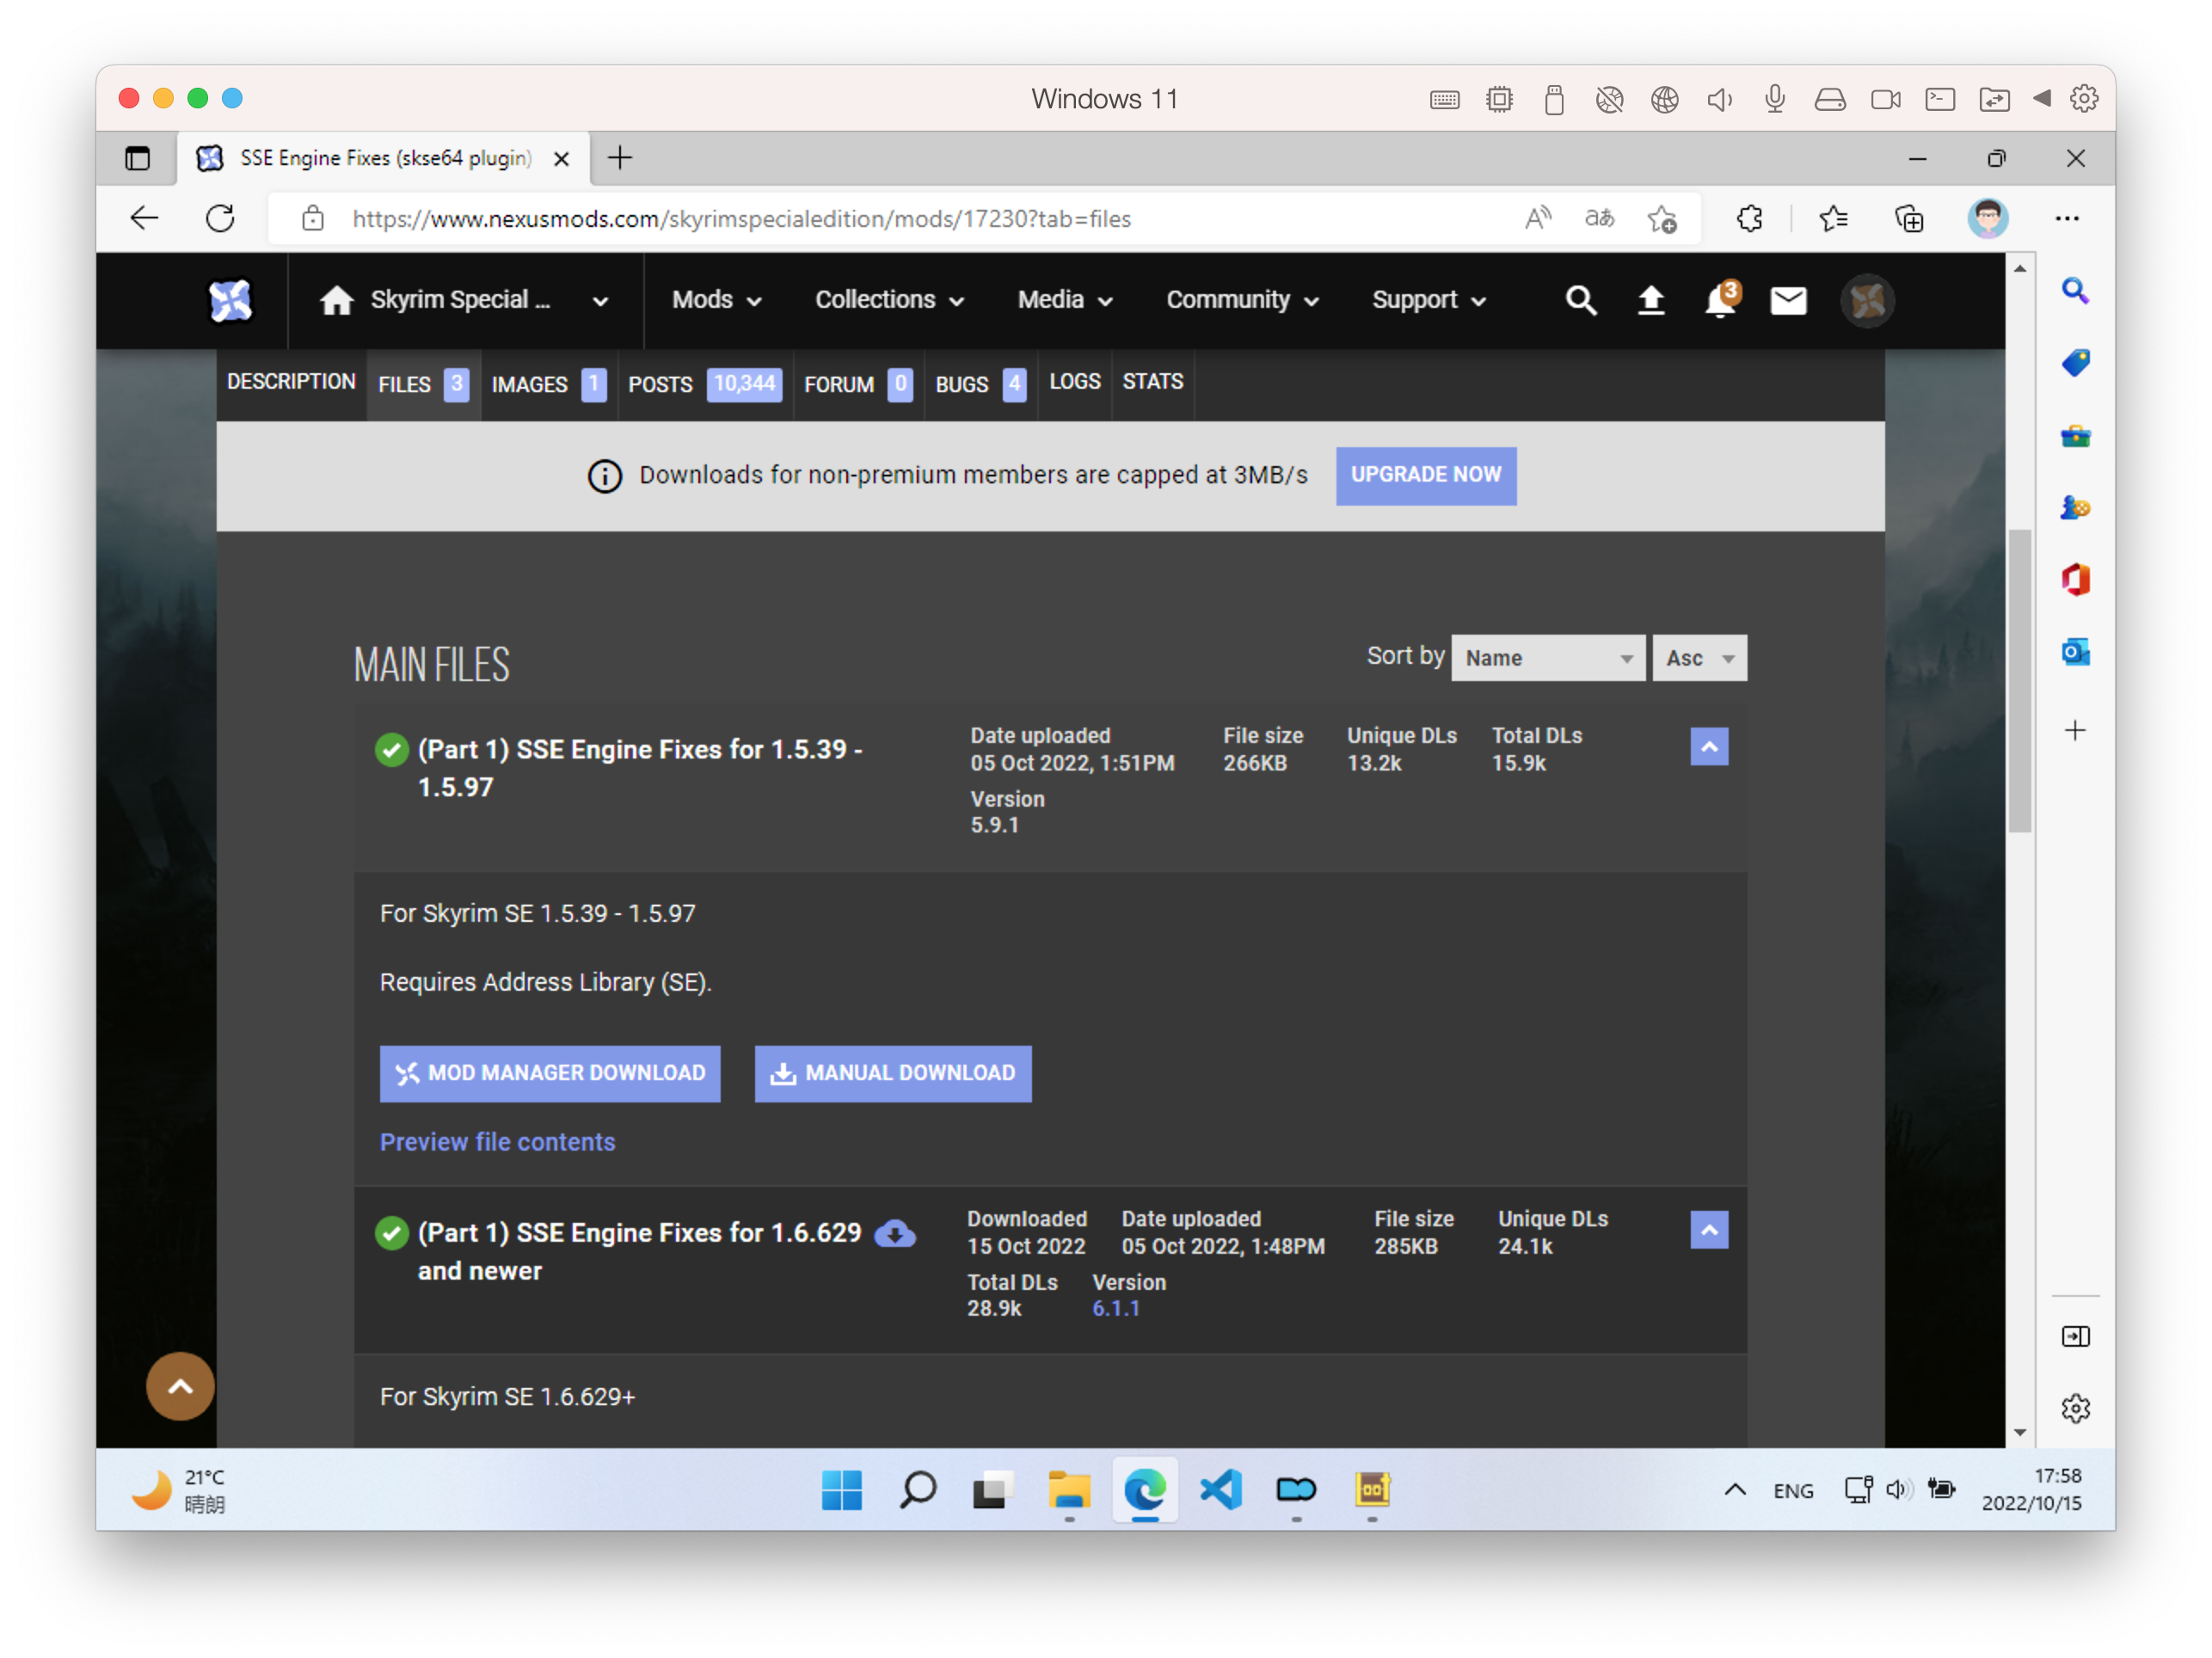 Windows 11
SSE Engine Fixes (skse64 plugin)
https://www.nexusmods.com/skyrimspecialedition/mods/17230?tab=files
aあ
Skyrim Special ...
Mods
Collections
Media
Community
Support
3
DESCRIPTION
FILES 3
IMAGES 1
POSTS 10,344
FORUM 0
BUGS 4
LOGS
STATS
Downloads for non-premium members are capped at 3MB/s
UPGRADE NOW
MAIN FILES
Sort by Name Asc
(Part 1) SSE Engine Fixes for 1.5.39 -
1.5.97
Date uploaded
05 Oct 2022, 1:51PM
File size
266KB
Unique DLs
13.2k
Total DLs
15.9k
Version
5.9.1
For Skyrim SE 1.5.39 - 1.5.97
Requires Address Library (SE).
MOD MANAGER DOWNLOAD
MANUAL DOWNLOAD
Preview file contents
(Part 1) SSE Engine Fixes for 1.6.629
and newer
Downloaded
15 Oct 2022
Date uploaded
05 Oct 2022, 1:48PM
File size
285KB
Unique DLs
24.1k
Total DLs
28.9k
Version
6.1.1
For Skyrim SE 1.6.629+
21°C
晴朗
ENG
17:58
2022/10/15